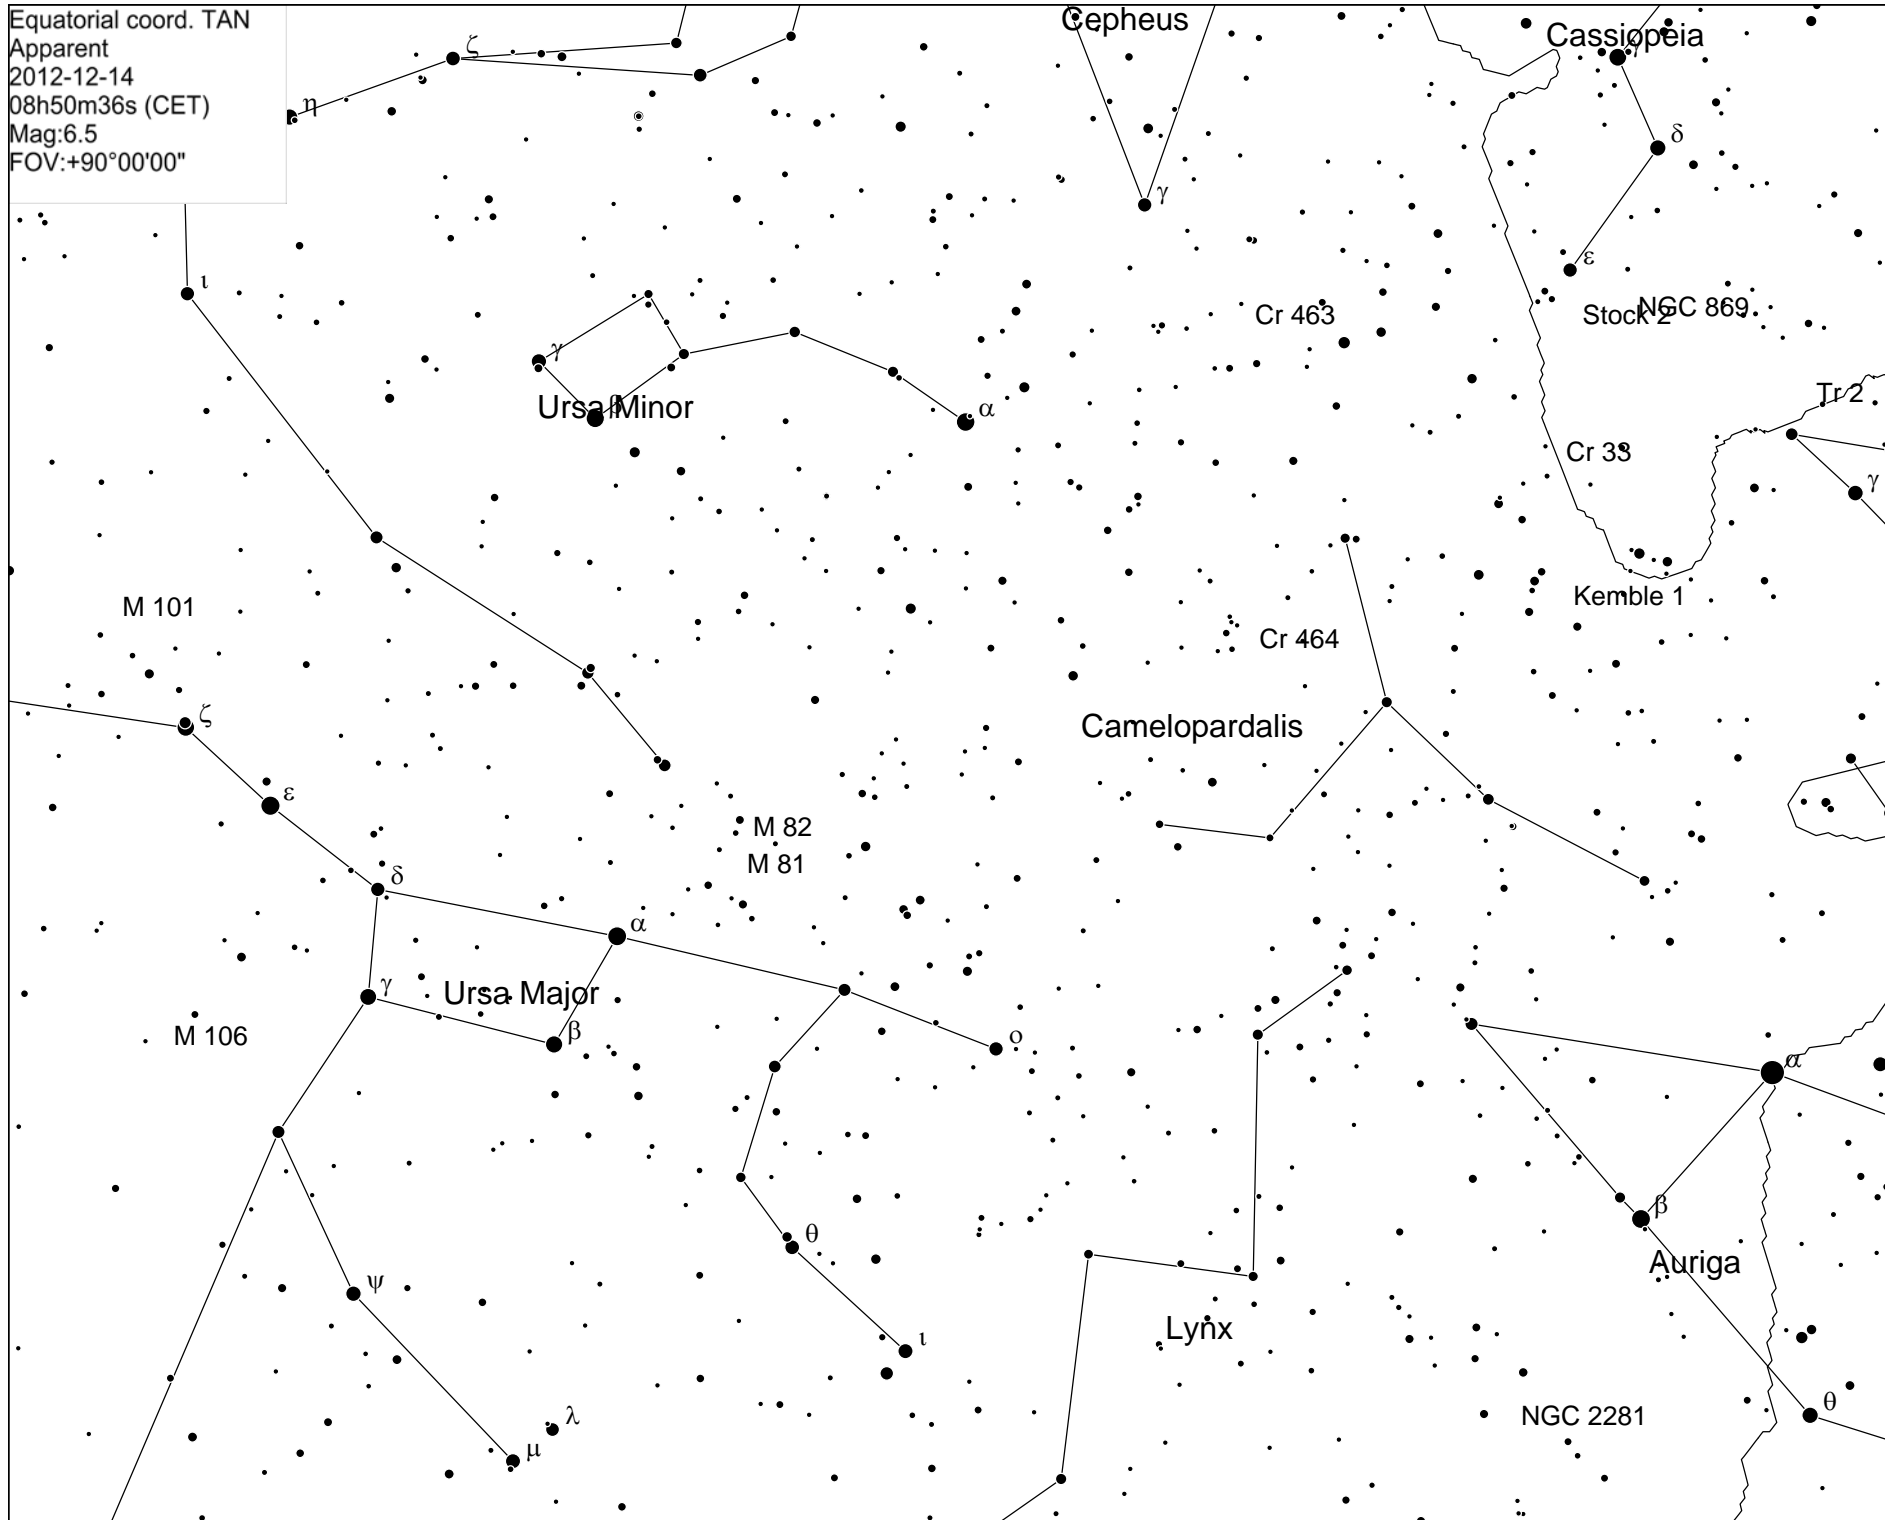 Equatorial coord. TAN
Apparent
2012-12-14
08h50m36s (CET)
Mag:6.5
FOV:+90°00'00"
Cepheus
Cassiopeia
γ
ζ
η
δ
γ
ε
ι
Cr 463
Stock 2
NGC 869
γ
Ursa Minor
β
α
Tr 2
Cr 33
γ
M 101
Kemble 1
Cr 464
ζ
Camelopardalis
ε
M 82
M 81
δ
α
γ
Ursa Major
M 106
β
ο
α
β
θ
Auriga
ψ
Lynx
ι
λ
NGC 2281
θ
μ